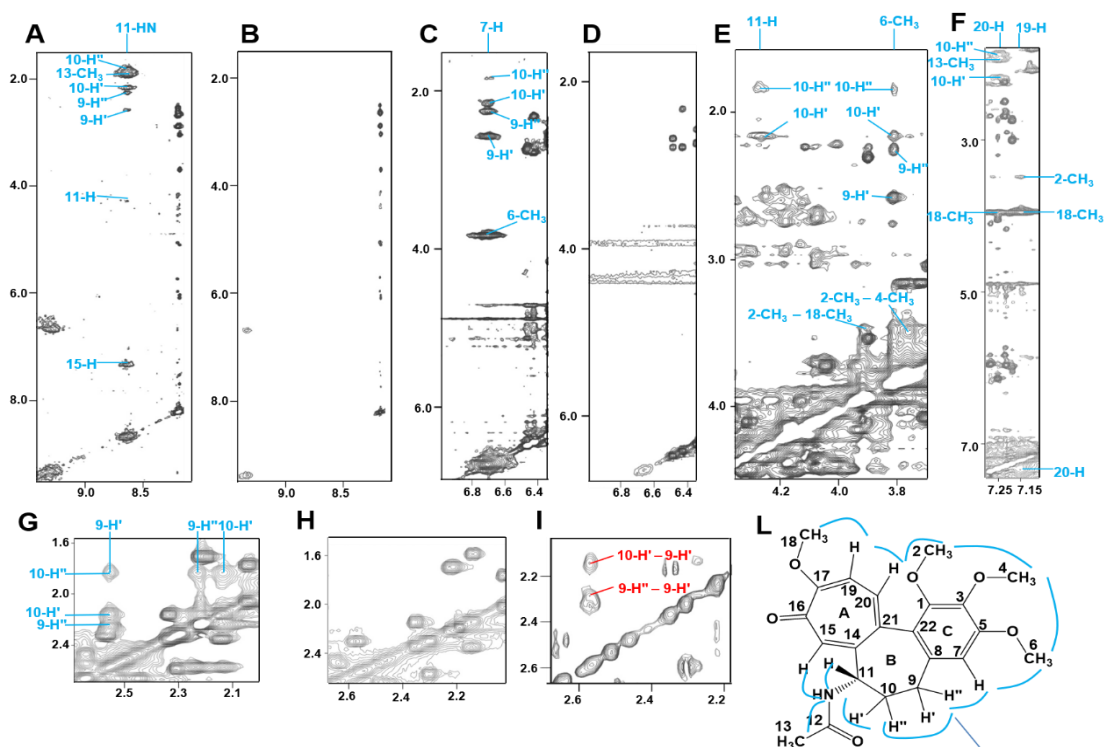 A
11-HN
10-H"
13-CH₃
10-H'
9-H"
9-H'
11-H
15-H
2.0
4.0
6.0
8.0
9.0 8.5
B
2.0
4.0
6.0
8.0
9.0 8.5
C
7-H
10-H"
10-H'
9-H"
9-H'
6-CH₃
2.0
4.0
6.0
6.8 6.6 6.4
D
2.0
4.0
6.0
6.8 6.6 6.4
E
11-H 6-CH₃
10-H" 10-H"
10-H' 10-H'
9-H"
9-H'
2-CH₃ – 4-CH₃
2-CH₃ – 18-CH₃
2.0
3.0
4.0
4.2 4.0 3.8
F
20-H 19-H
10-H"
13-CH₃
10-H'
2-CH₃
18-CH₃ 18-CH₃
20-H
3.0
5.0
7.0
7.25 7.15
G
9-H' 9-H" 10-H'
10-H"
10-H'
9-H"
1.6
2.0
2.4
2.5 2.3 2.1
H
1.6
2.0
2.4
2.6 2.4 2.2
I
10-H' – 9-H'
9-H" – 9-H'
2.2
2.6
2.6 2.4 2.2
L
18 CH₃
O
17
H
19
H
20
A
16
O
15
14
21
H
2 CH₃
O
1
22
C
3
O
4
CH₃
5
O
6
CH₃
8
7
H
B
H
11
10
9
H"
H'
H' H"
HN
13
H₃C
12
O